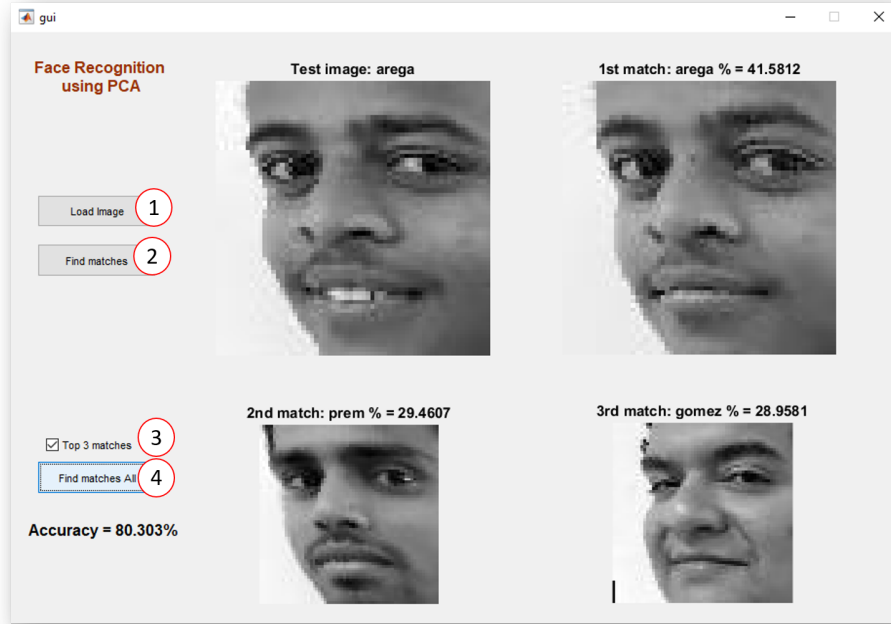 gui
Face Recognition
using PCA
Test image: arega
1st match: arega % = 41.5812
Load Image
1
Find matches
2
2nd match: prem % = 29.4607
3rd match: gomez % = 28.9581
Top 3 matches
3
Find matches All
4
Accuracy = 80.303%